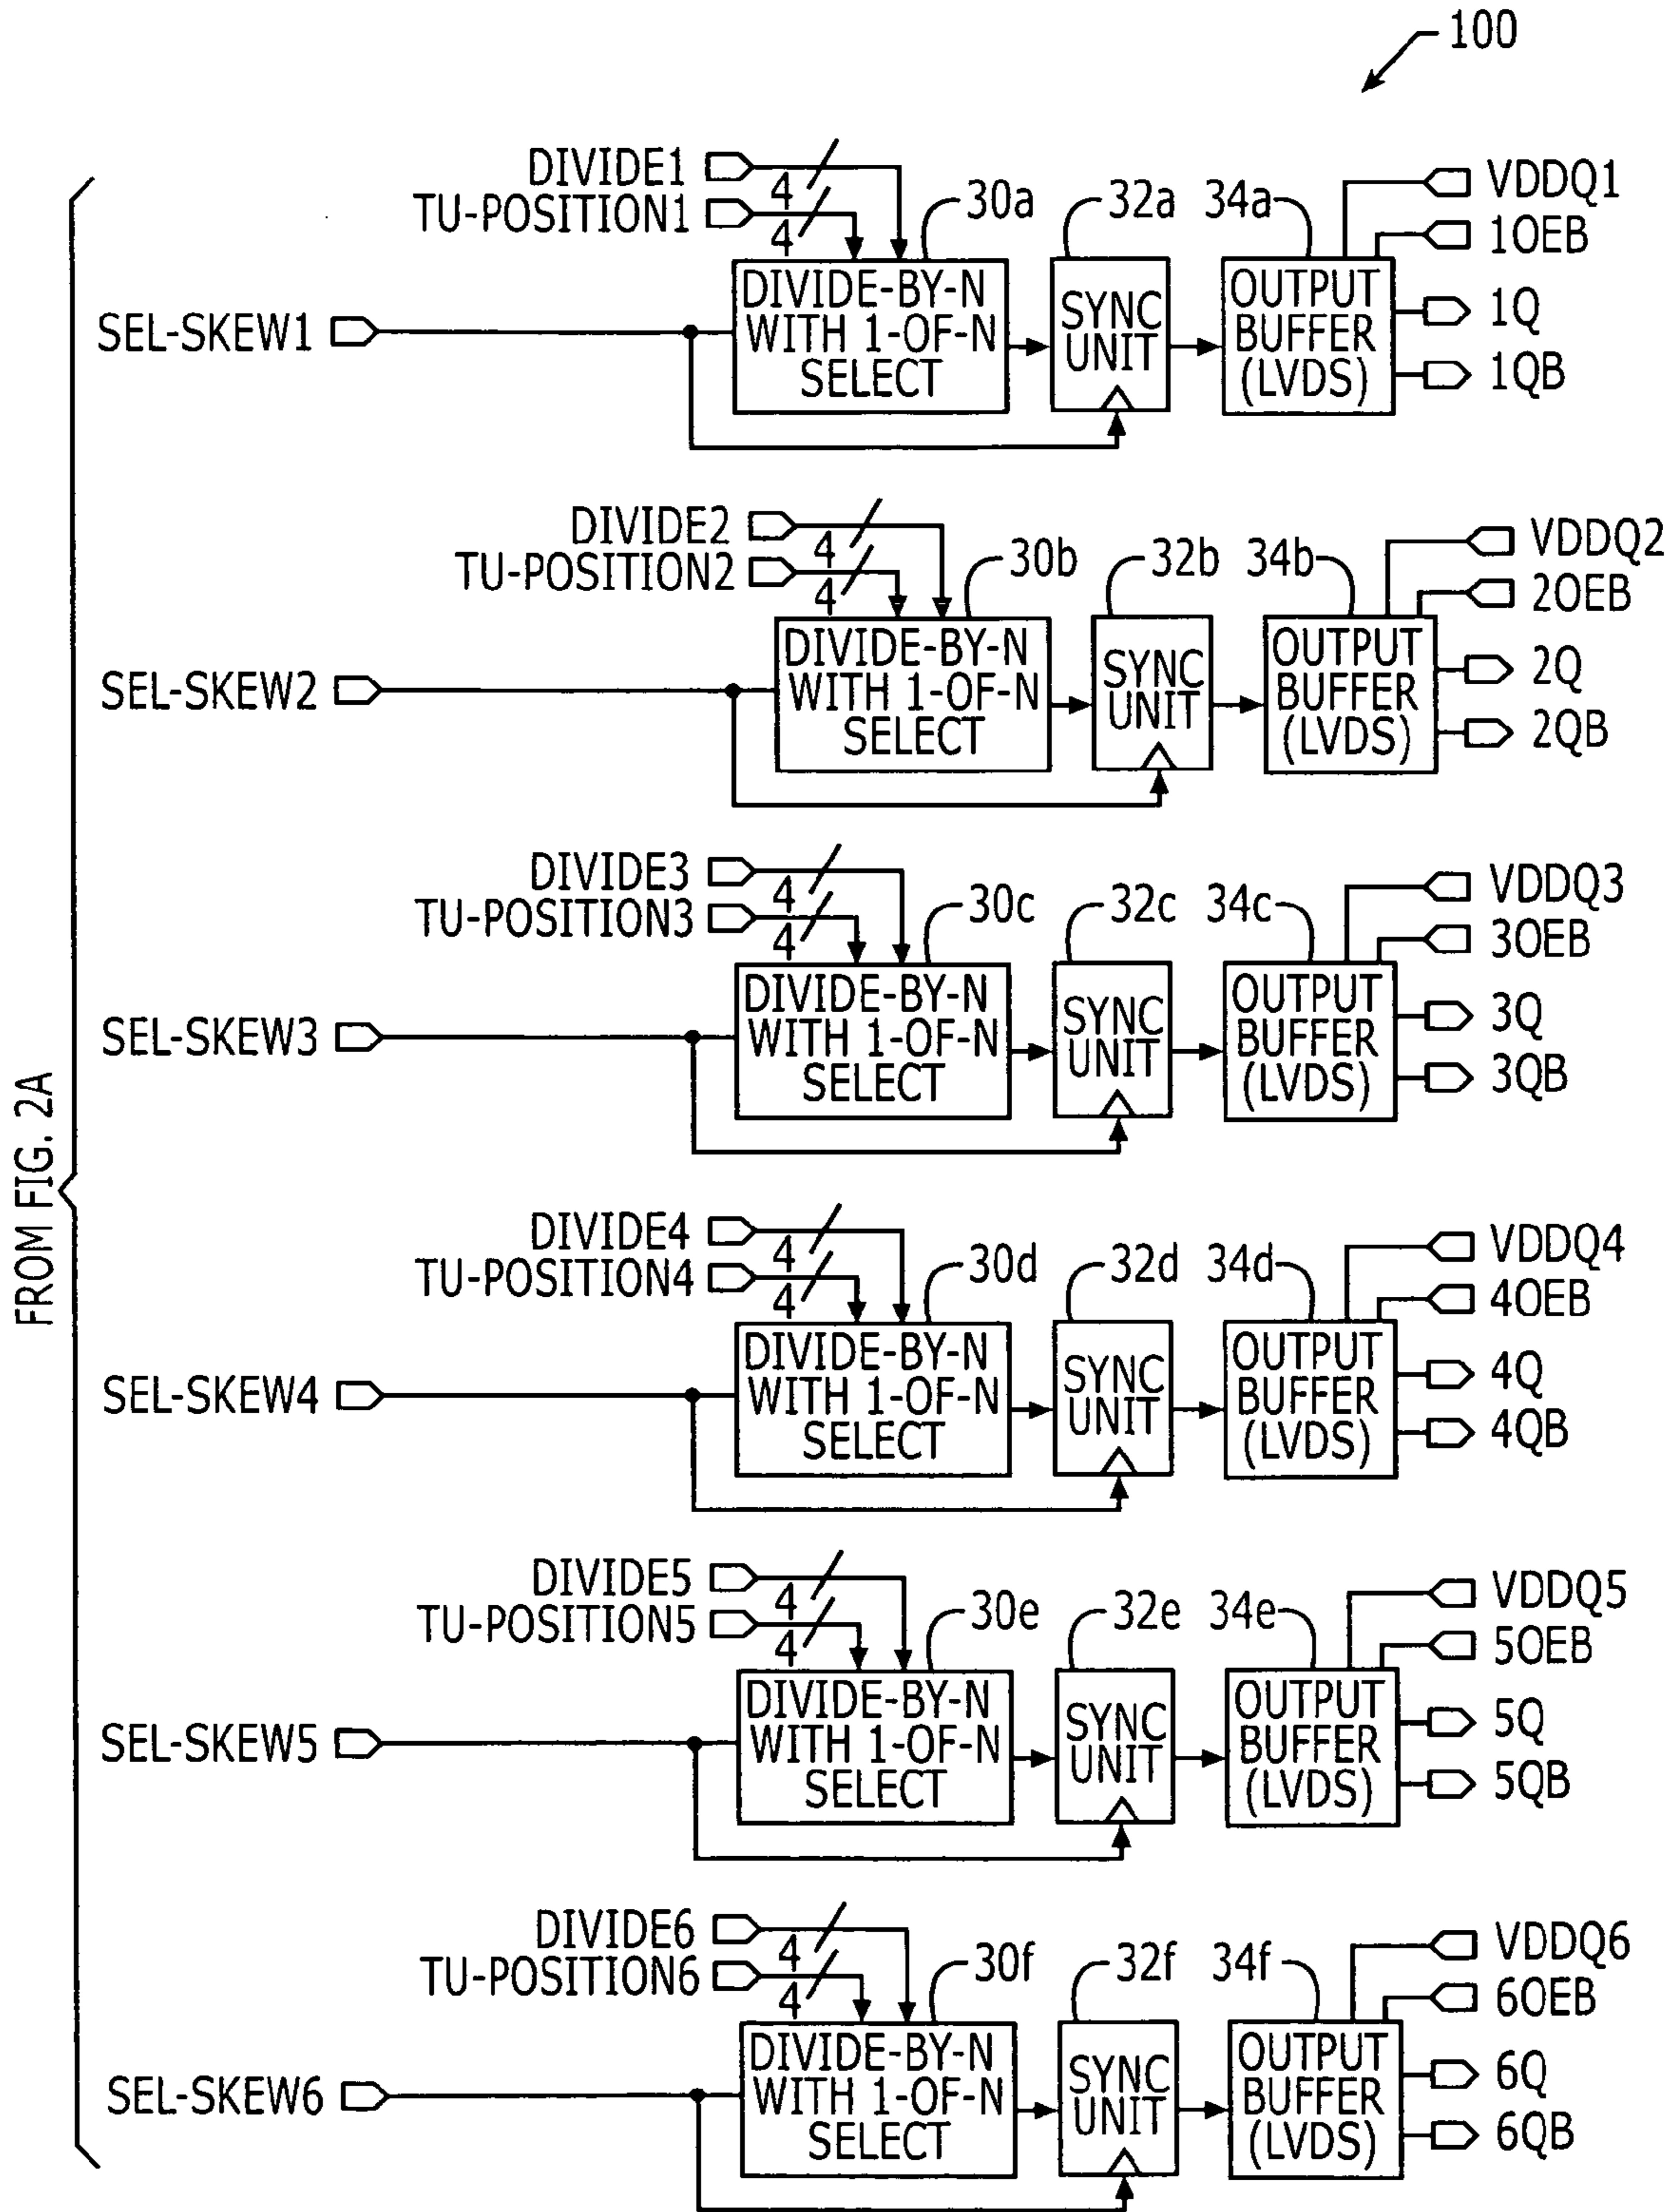 100
FROM FIG. 2A
DIVIDE1
4
TU-POSITION1
4
30a
32a
34a
VDDQ1
1OEB
SEL-SKEW1
DIVIDE-BY-N
WITH 1-OF-N
SELECT
SYNC
UNIT
OUTPUT
BUFFER
(LVDS)
1Q
1QB
DIVIDE2
4
TU-POSITION2
4
30b
32b
34b
VDDQ2
2OEB
SEL-SKEW2
DIVIDE-BY-N
WITH 1-OF-N
SELECT
SYNC
UNIT
OUTPUT
BUFFER
(LVDS)
2Q
2QB
DIVIDE3
4
TU-POSITION3
4
30c
32c
34c
VDDQ3
3OEB
SEL-SKEW3
DIVIDE-BY-N
WITH 1-OF-N
SELECT
SYNC
UNIT
OUTPUT
BUFFER
(LVDS)
3Q
3QB
DIVIDE4
4
TU-POSITION4
4
30d
32d
34d
VDDQ4
4OEB
SEL-SKEW4
DIVIDE-BY-N
WITH 1-OF-N
SELECT
SYNC
UNIT
OUTPUT
BUFFER
(LVDS)
4Q
4QB
DIVIDE5
4
TU-POSITION5
4
30e
32e
34e
VDDQ5
5OEB
SEL-SKEW5
DIVIDE-BY-N
WITH 1-OF-N
SELECT
SYNC
UNIT
OUTPUT
BUFFER
(LVDS)
5Q
5QB
DIVIDE6
4
TU-POSITION6
4
30f
32f
34f
VDDQ6
6OEB
SEL-SKEW6
DIVIDE-BY-N
WITH 1-OF-N
SELECT
SYNC
UNIT
OUTPUT
BUFFER
(LVDS)
6Q
6QB